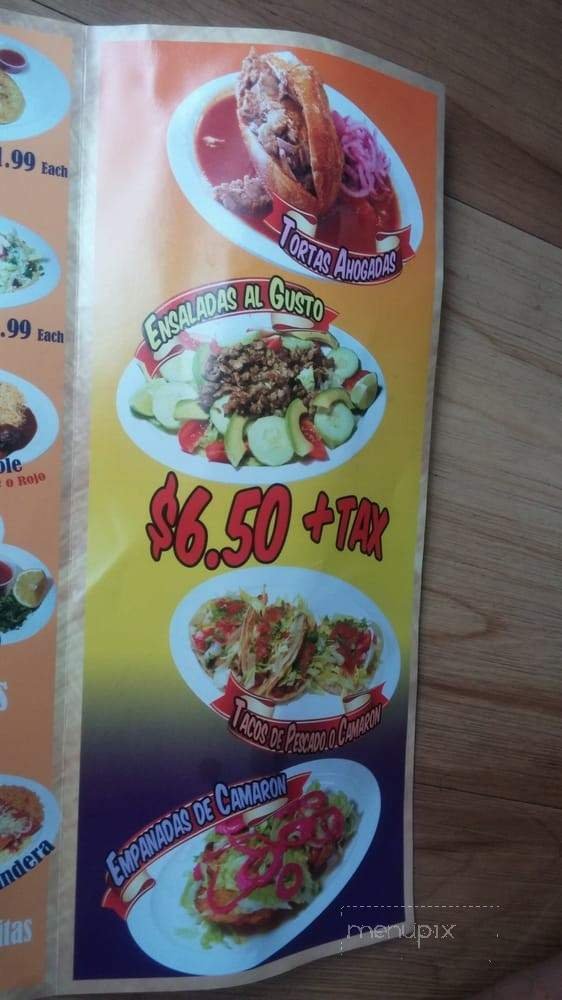 1.99 Each
.99 Each
ole
o Rojo
s
ndera
itas
TORTAS AHOGADAS
ENSALADAS AL GUSTO
$6.50 + TAX
TACOS DE PESCADO O CAMARON
EMPANADAS DE CAMARON
menupix